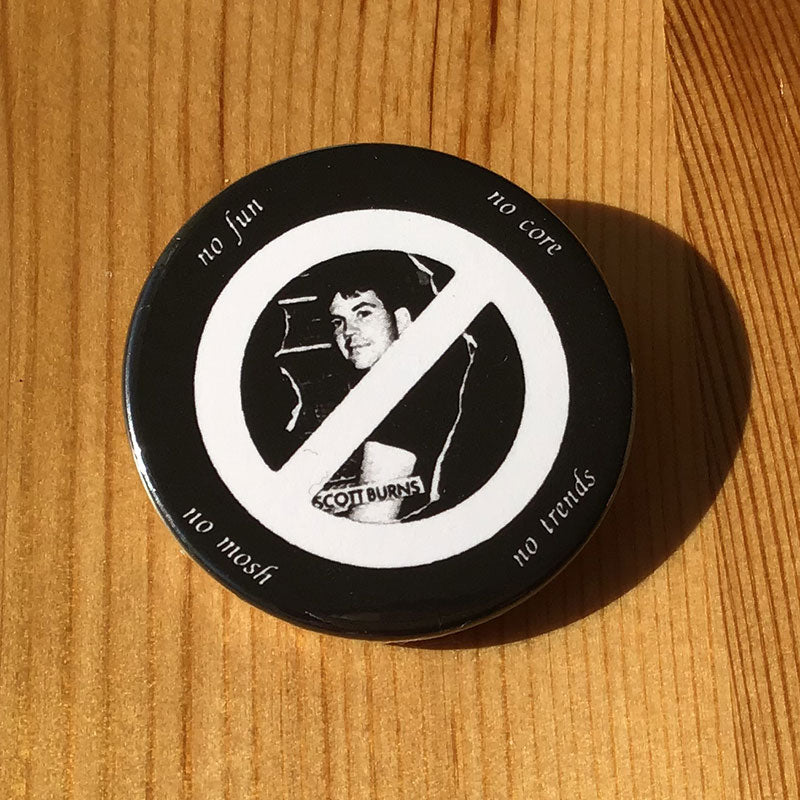 no fun
no core
SCOTT BURNS
no mosh
no trends